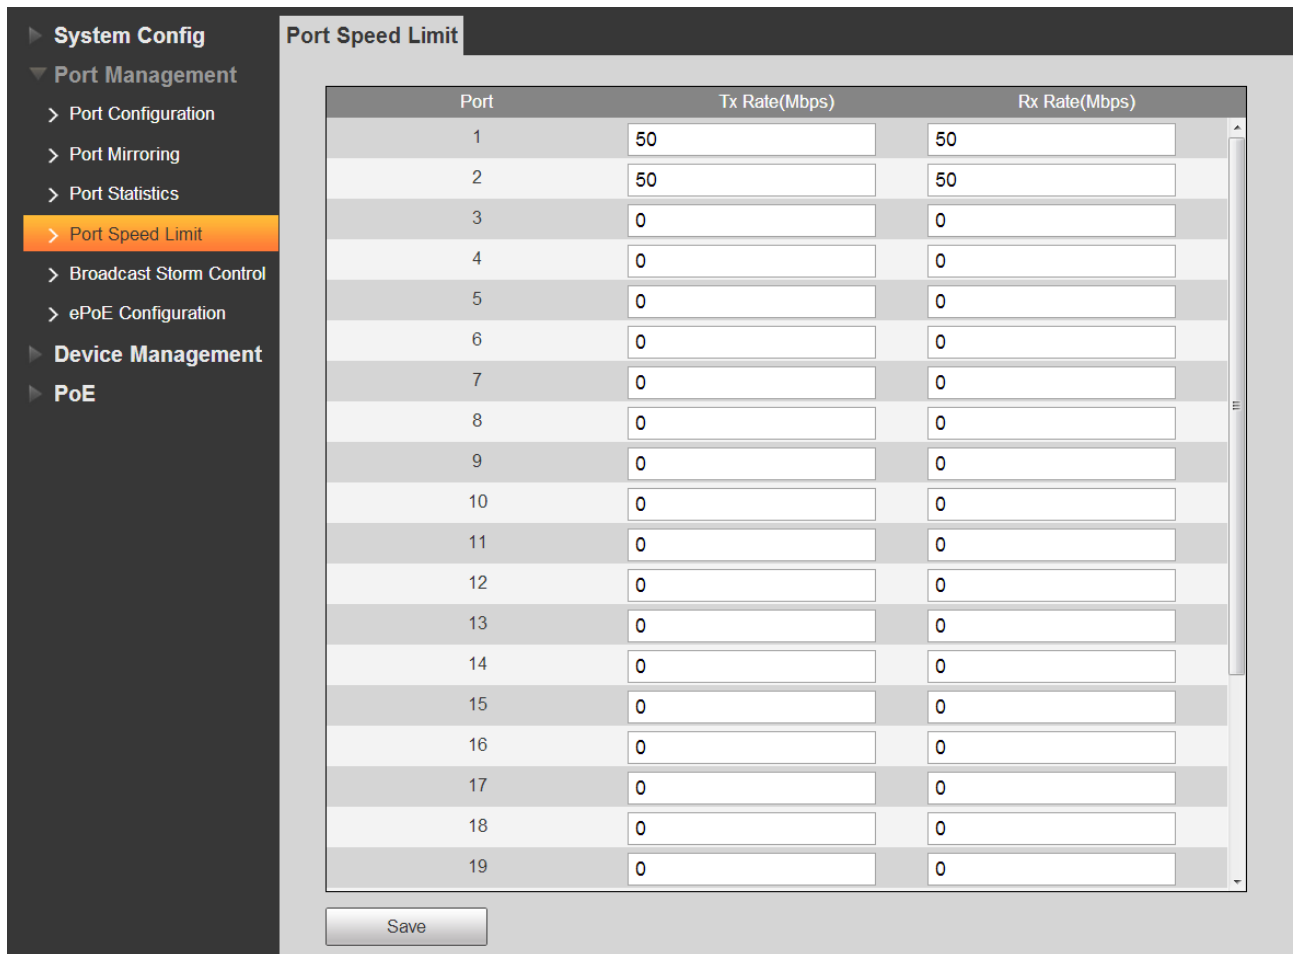 System Config
Port Management
Port Configuration
Port Mirroring
Port Statistics
Port Speed Limit
Broadcast Storm Control
ePoE Configuration
Device Management
PoE
Port Speed Limit
Port Tx Rate(Mbps) Rx Rate(Mbps)
1 50 50
2 50 50
3 0 0
4 0 0
5 0 0
6 0 0
7 0 0
8 0 0
9 0 0
10 0 0
11 0 0
12 0 0
13 0 0
14 0 0
15 0 0
16 0 0
17 0 0
18 0 0
19 0 0
Save